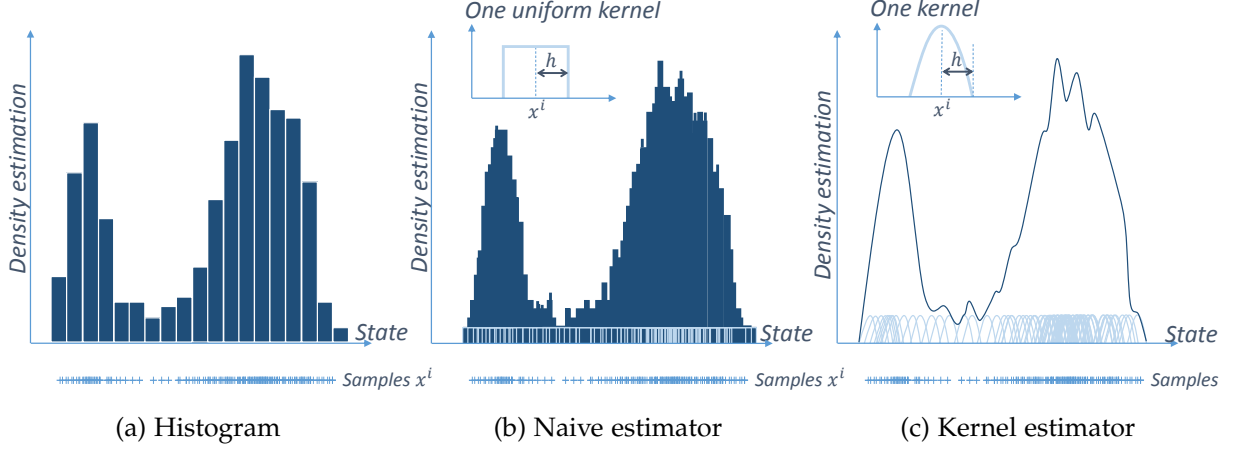 One uniform kernel
One kernel
h
x^i
h
x^i
Density estimation
Density estimation
Density estimation
State
State
State
Samples x^i
Samples x^i
Samples
(a) Histogram
(b) Naive estimator
(c) Kernel estimator